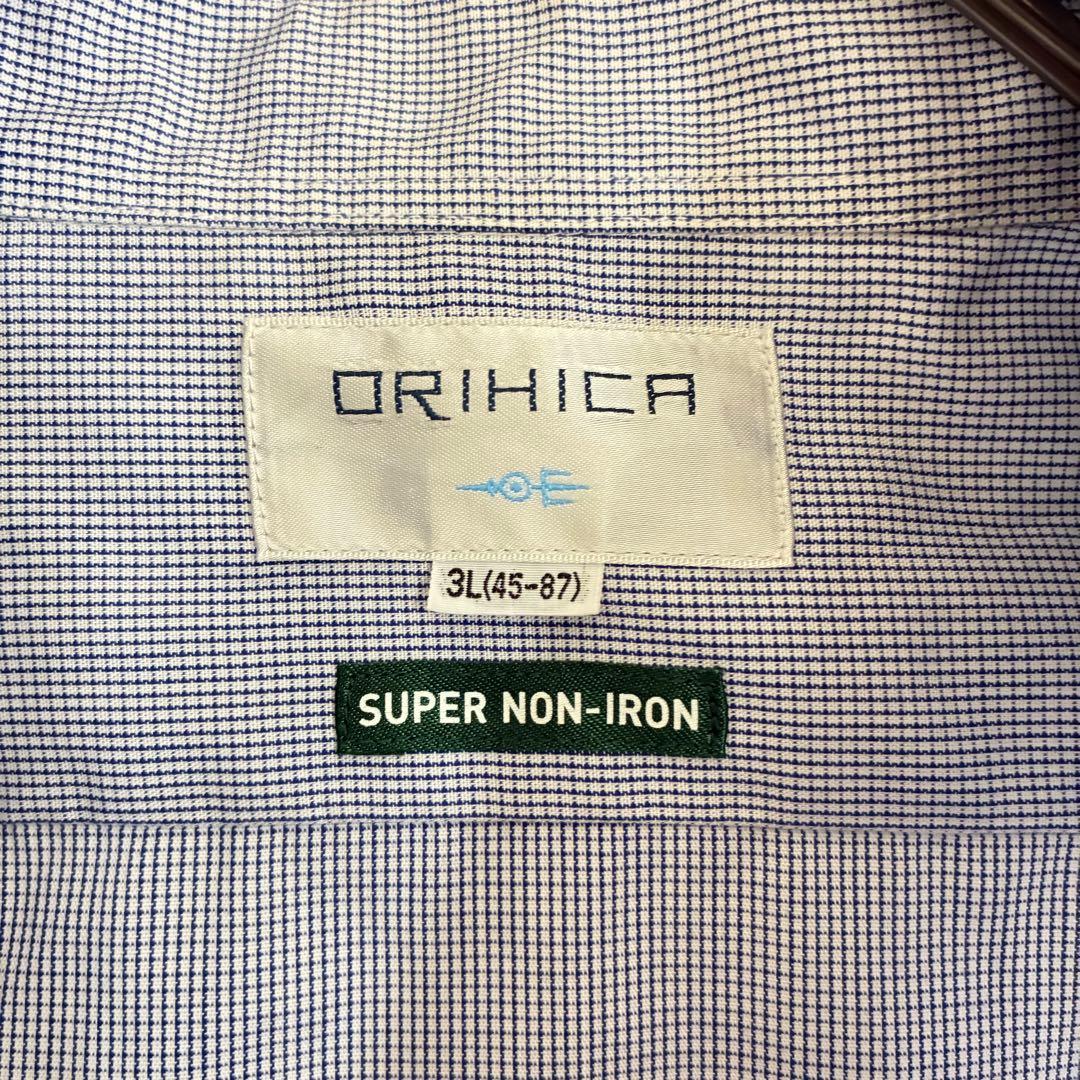 ORIHICA
3L(45-87)
SUPER NON-IRON